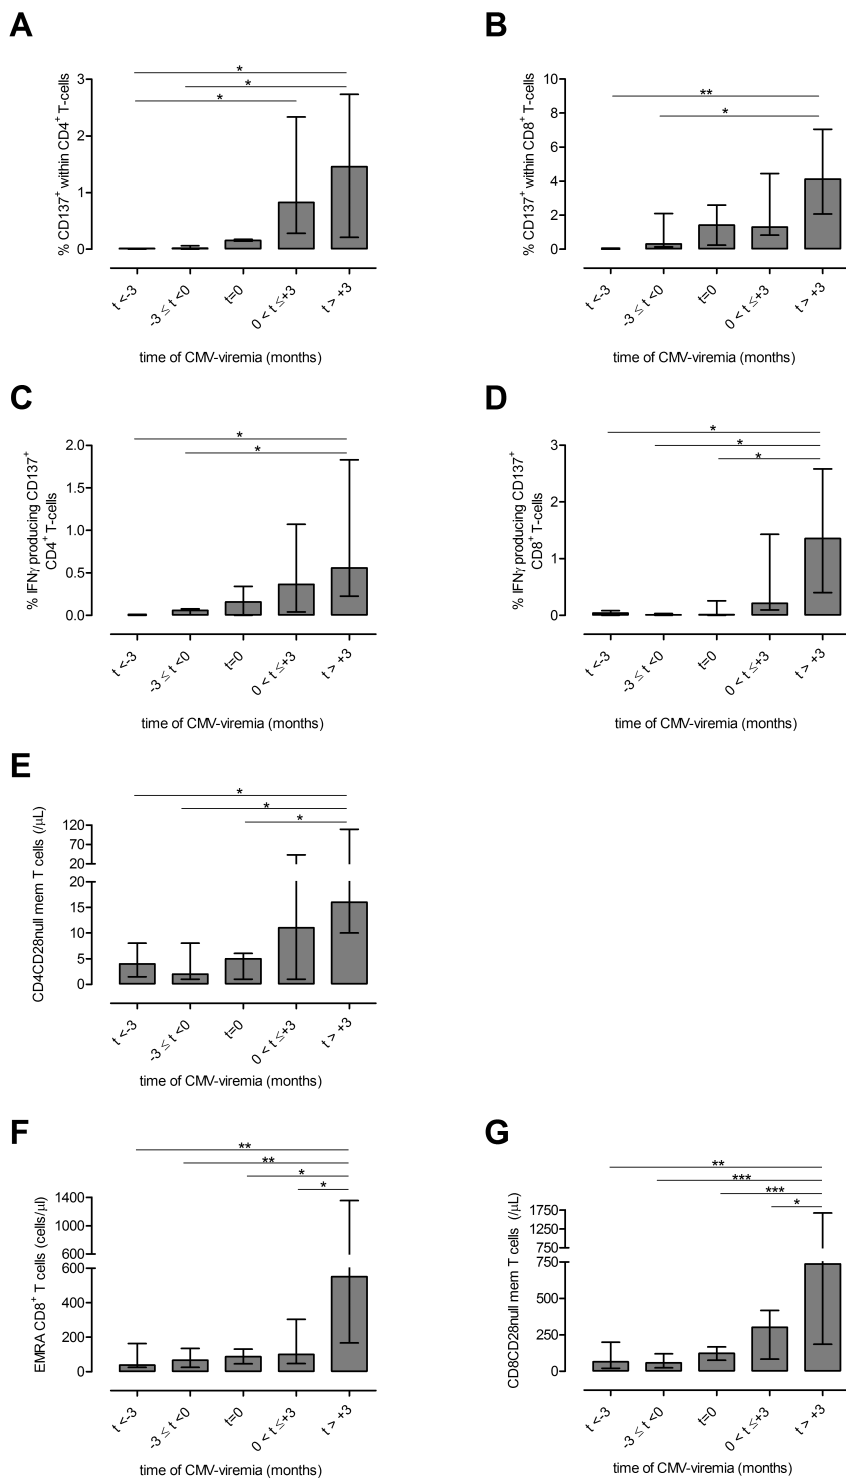 A
% CD137+ within CD4+ T-cells
3
2
1
0
*
*
*
t <-3
-3 ≤ t <0
t=0
0 < t ≤+3
t > +3
time of CMV-viremia (months)
B
% CD137+ within CD8+ T-cells
10
8
6
4
2
0
**
*
t <-3
-3 ≤ t <0
t=0
0 < t ≤+3
t > +3
time of CMV-viremia (months)
C
% IFNγ producing CD137+
CD4+ T-cells
2.0
1.5
1.0
0.5
0.0
*
*
t <-3
-3 ≤ t <0
t=0
0 < t ≤+3
t > +3
time of CMV-viremia (months)
D
% IFNγ producing CD137+
CD8+ T-cells
3
2
1
0
*
*
*
t <-3
-3 ≤ t <0
t=0
0 < t ≤+3
t > +3
time of CMV-viremia (months)
E
CD4CD28null mem T cells (/μL)
120
70
20
20
15
10
5
0
*
*
*
t <-3
-3 ≤ t <0
t=0
0 < t ≤+3
t > +3
time of CMV-viremia (months)
F
EMRA CD8+ T cells (cells/μl)
1400
1000
600
600
400
200
0
**
**
*
*
t <-3
-3 ≤ t <0
t=0
0 < t ≤+3
t > +3
time of CMV-viremia (months)
G
CD8CD28null mem T cells (/μL)
1750
1250
750
750
500
250
0
**
***
***
*
t <-3
-3 ≤ t <0
t=0
0 < t ≤+3
t > +3
time of CMV-viremia (months)